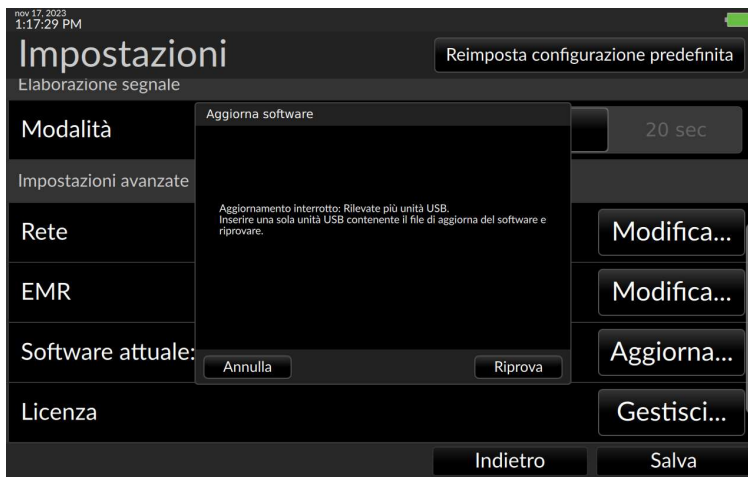 nov 17, 2023
1:17:29 PM
Impostazioni
Reimposta configurazione predefinita
Elaborazione segnale
Modalità
20 sec
Impostazioni avanzate
Aggiorna software
Aggiornamento interrotto: Rilevate più unità USB.
Inserire una sola unità USB contenente il file di aggiorna del software e
riprovare.
Annulla
Riprova
Rete
Modifica...
EMR
Modifica...
Software attuale:
Aggiorna...
Licenza
Gestisci...
Indietro
Salva